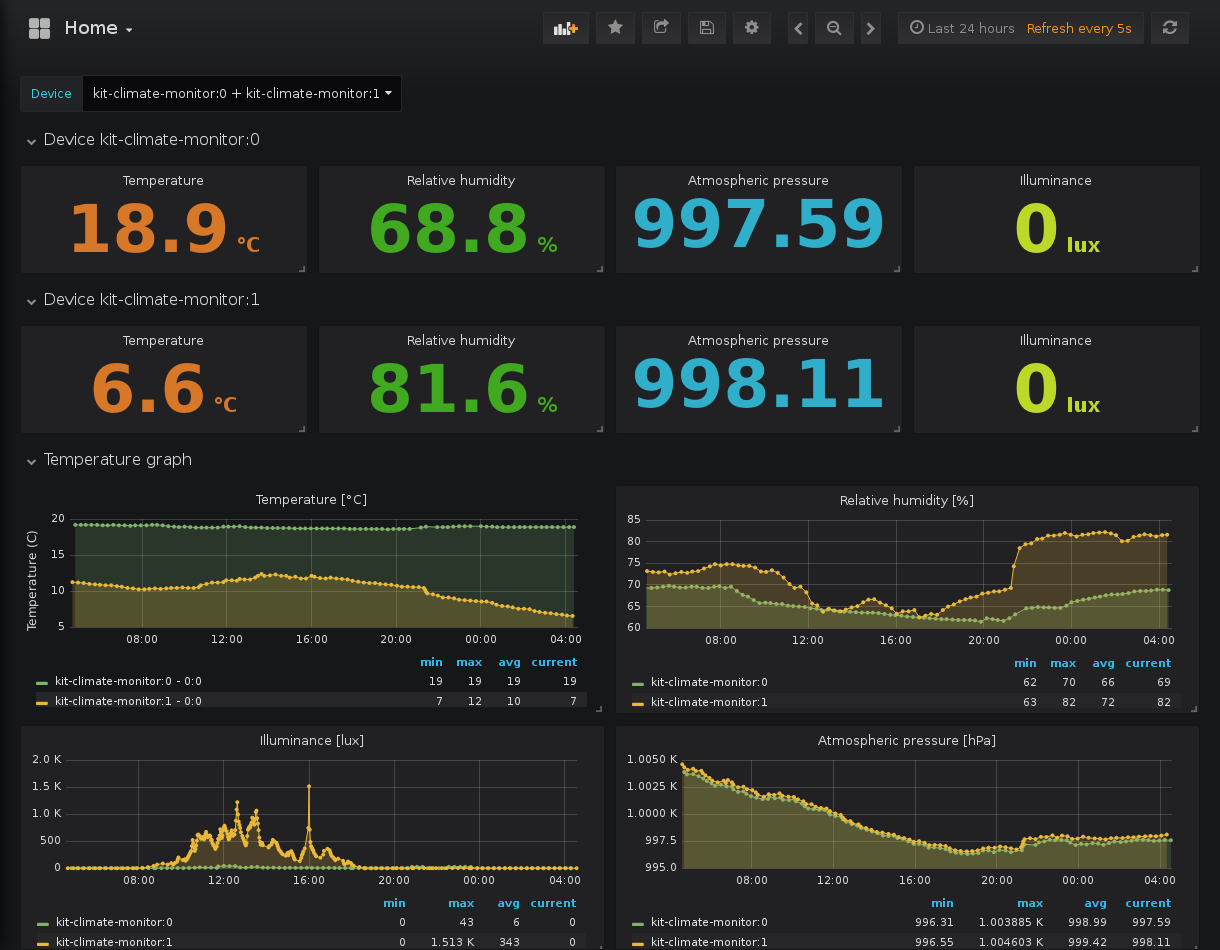 Home
Last 24 hours Refresh every 5s
Device kit-climate-monitor:0 + kit-climate-monitor:1
Device kit-climate-monitor:0
Temperature Relative humidity Atmospheric pressure Illuminance
18.9 °C 68.8 % 997.59 0 lux
Device kit-climate-monitor:1
Temperature Relative humidity Atmospheric pressure Illuminance
6.6 °C 81.6 % 998.11 0 lux
Temperature graph
Temperature [°C]
Temperature (C)
20
15
10
5
08:00 12:00 16:00 20:00 00:00 04:00
min max avg current
kit-climate-monitor:0 - 0:0 19 19 19 19
kit-climate-monitor:1 - 0:0 7 12 10 7
Relative humidity [%]
85
80
75
70
65
60
08:00 12:00 16:00 20:00 00:00 04:00
min max avg current
kit-climate-monitor:0 62 70 66 69
kit-climate-monitor:1 63 82 72 82
Illuminance [lux]
2.0 K
1.5 K
1.0 K
500
0
08:00 12:00 16:00 20:00 00:00 04:00
min max avg current
kit-climate-monitor:0 0 43 6 0
kit-climate-monitor:1 0 1.513 K 343 0
Atmospheric pressure [hPa]
1.0050 K
1.0025 K
1.0000 K
997.5
995.0
08:00 12:00 16:00 20:00 00:00 04:00
min max avg current
kit-climate-monitor:0 996.31 1.003885 K 998.99 997.59
kit-climate-monitor:1 996.55 1.004603 K 999.42 998.11